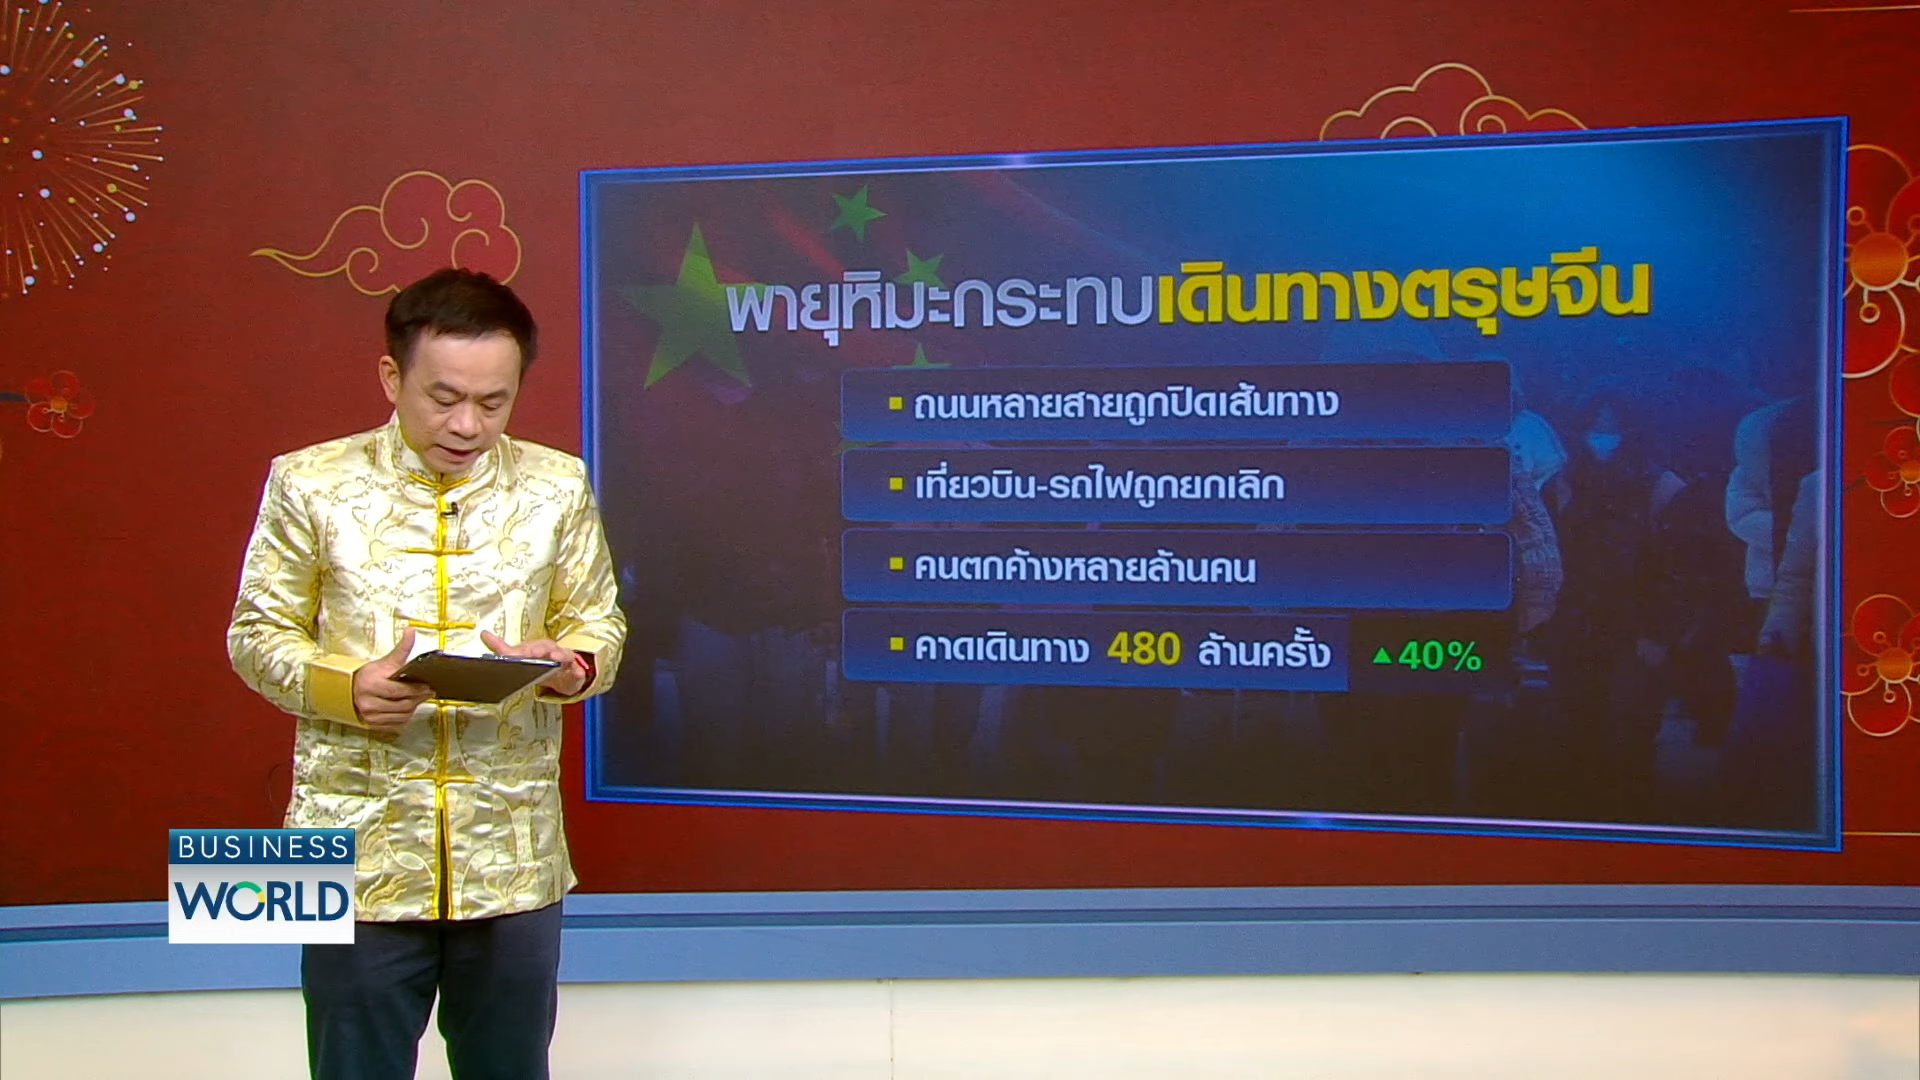 พายุหิมะกระทบเดินทางตรุษจีน
▪ ถนนหลายสายถูกปิดเส้นทาง
▪ เที่ยวบิน-รถไฟถูกยกเลิก
▪ คนตกค้างหลายล้านคน
▪ คาดเดินทาง 480 ล้านครั้ง ▲40%
BUSINESS
WORLD